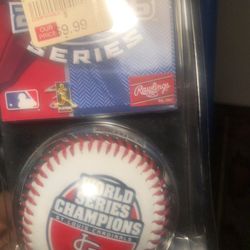 OUR
PRICE
$9.99
SERIES
Rawlings
WORLD
SERIES
CHAMPIONS
ST. LOUIS CARDINALS